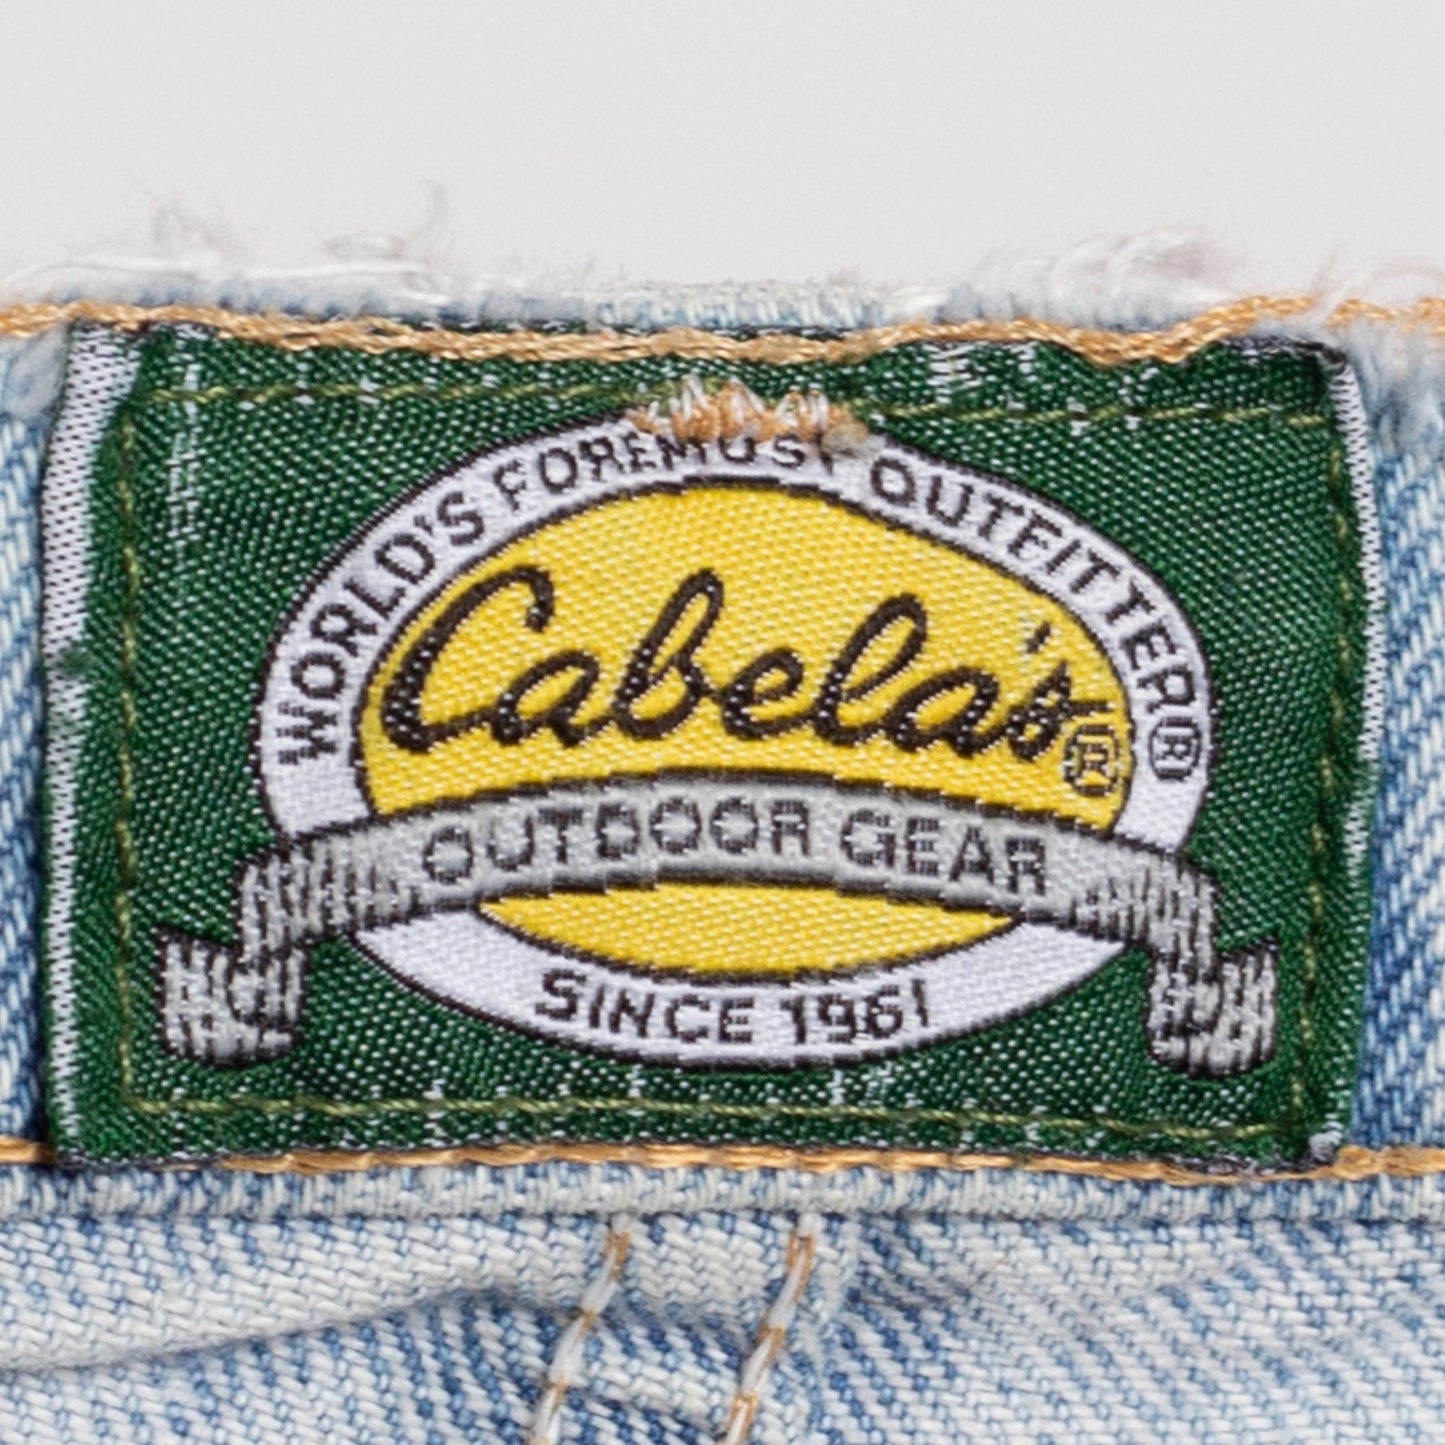 WORLD'S FOREMOST OUTFITTER®
Cabela's®
OUTDOOR GEAR
SINCE 1961